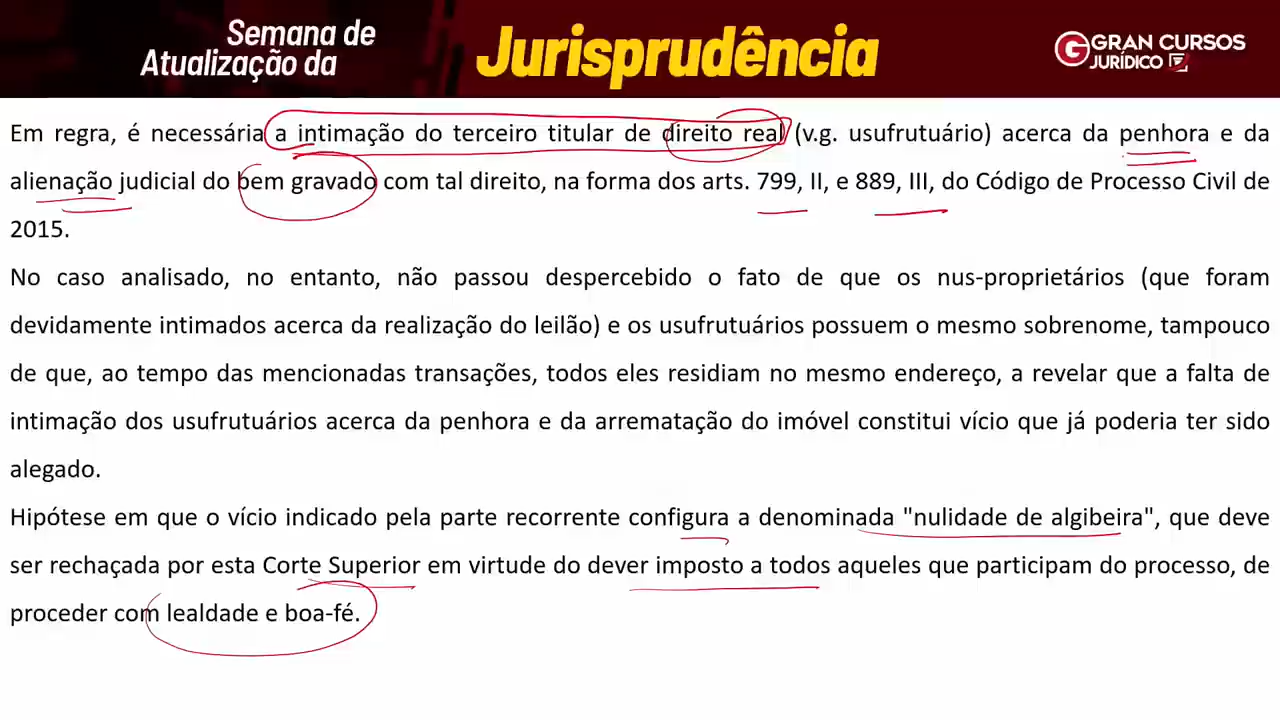 Semana de
Atualização da
Jurisprudência
GRAN CURSOS
JURÍDICO
Em regra, é necessária a intimação do terceiro titular de direito real (v.g. usufrutuário) acerca da penhora e da
alienação judicial do bem gravado com tal direito, na forma dos arts. 799, II, e 889, III, do Código de Processo Civil de
2015.
No caso analisado, no entanto, não passou despercebido o fato de que os nus-proprietários (que foram
devidamente intimados acerca da realização do leilão) e os usufrutuários possuem o mesmo sobrenome, tampouco
de que, ao tempo das mencionadas transações, todos eles residiam no mesmo endereço, a revelar que a falta de
intimação dos usufrutuários acerca da penhora e da arrematação do imóvel constitui vício que já poderia ter sido
alegado.
Hipótese em que o vício indicado pela parte recorrente configura a denominada "nulidade de algibeira", que deve
ser rechaçada por esta Corte Superior em virtude do dever imposto a todos aqueles que participam do processo, de
proceder com lealdade e boa-fé.